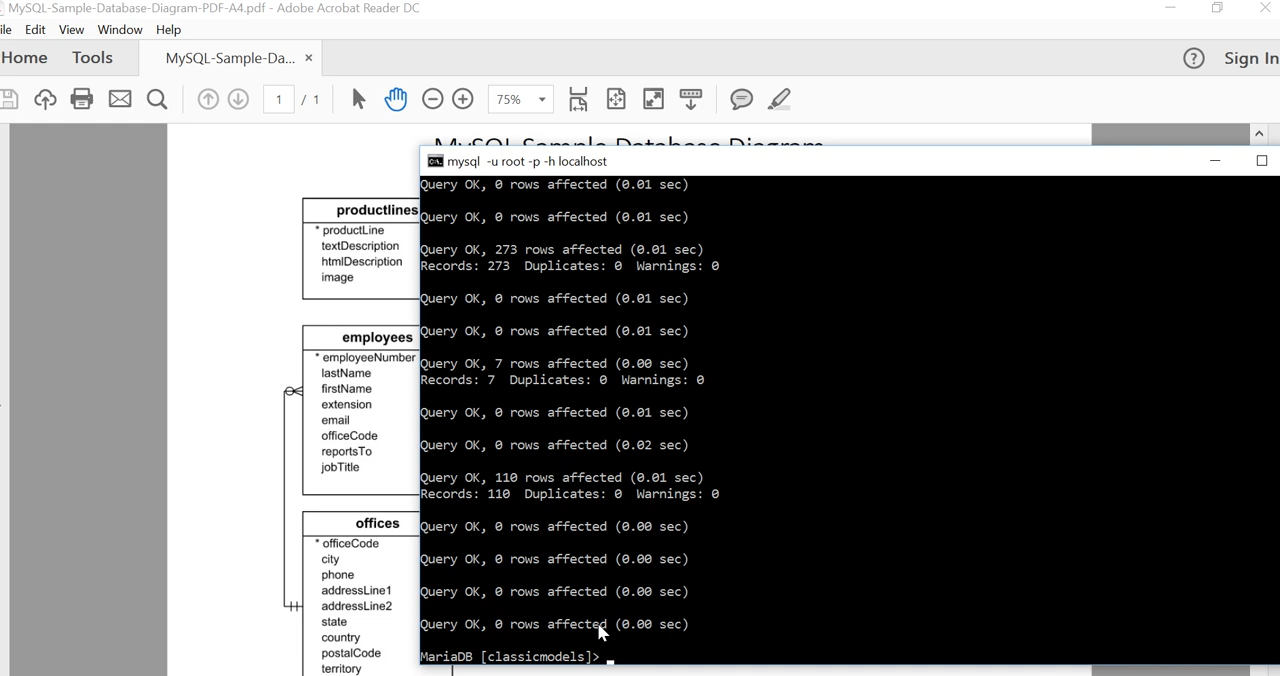 MySQL-Sample-Database-Diagram-PDF-A4.pdf - Adobe Acrobat Reader DC
ile Edit View Window Help
Home Tools MySQL-Sample-Da... × ? Sign In
1 / 1 75%
MySQL Sample Database Diagram
mysql -u root -p -h localhost
productlines
* productLine
textDescription
htmlDescription
image
employees
* employeeNumber
lastName
firstName
extension
email
officeCode
reportsTo
jobTitle
offices
* officeCode
city
phone
addressLine1
addressLine2
state
country
postalCode
territory
Query OK, 0 rows affected (0.01 sec)
Query OK, 0 rows affected (0.01 sec)
Query OK, 273 rows affected (0.01 sec)
Records: 273 Duplicates: 0 Warnings: 0
Query OK, 0 rows affected (0.01 sec)
Query OK, 0 rows affected (0.01 sec)
Query OK, 7 rows affected (0.00 sec)
Records: 7 Duplicates: 0 Warnings: 0
Query OK, 0 rows affected (0.01 sec)
Query OK, 0 rows affected (0.02 sec)
Query OK, 110 rows affected (0.01 sec)
Records: 110 Duplicates: 0 Warnings: 0
Query OK, 0 rows affected (0.00 sec)
Query OK, 0 rows affected (0.00 sec)
Query OK, 0 rows affected (0.00 sec)
Query OK, 0 rows affected (0.00 sec)
MariaDB [classicmodels]>